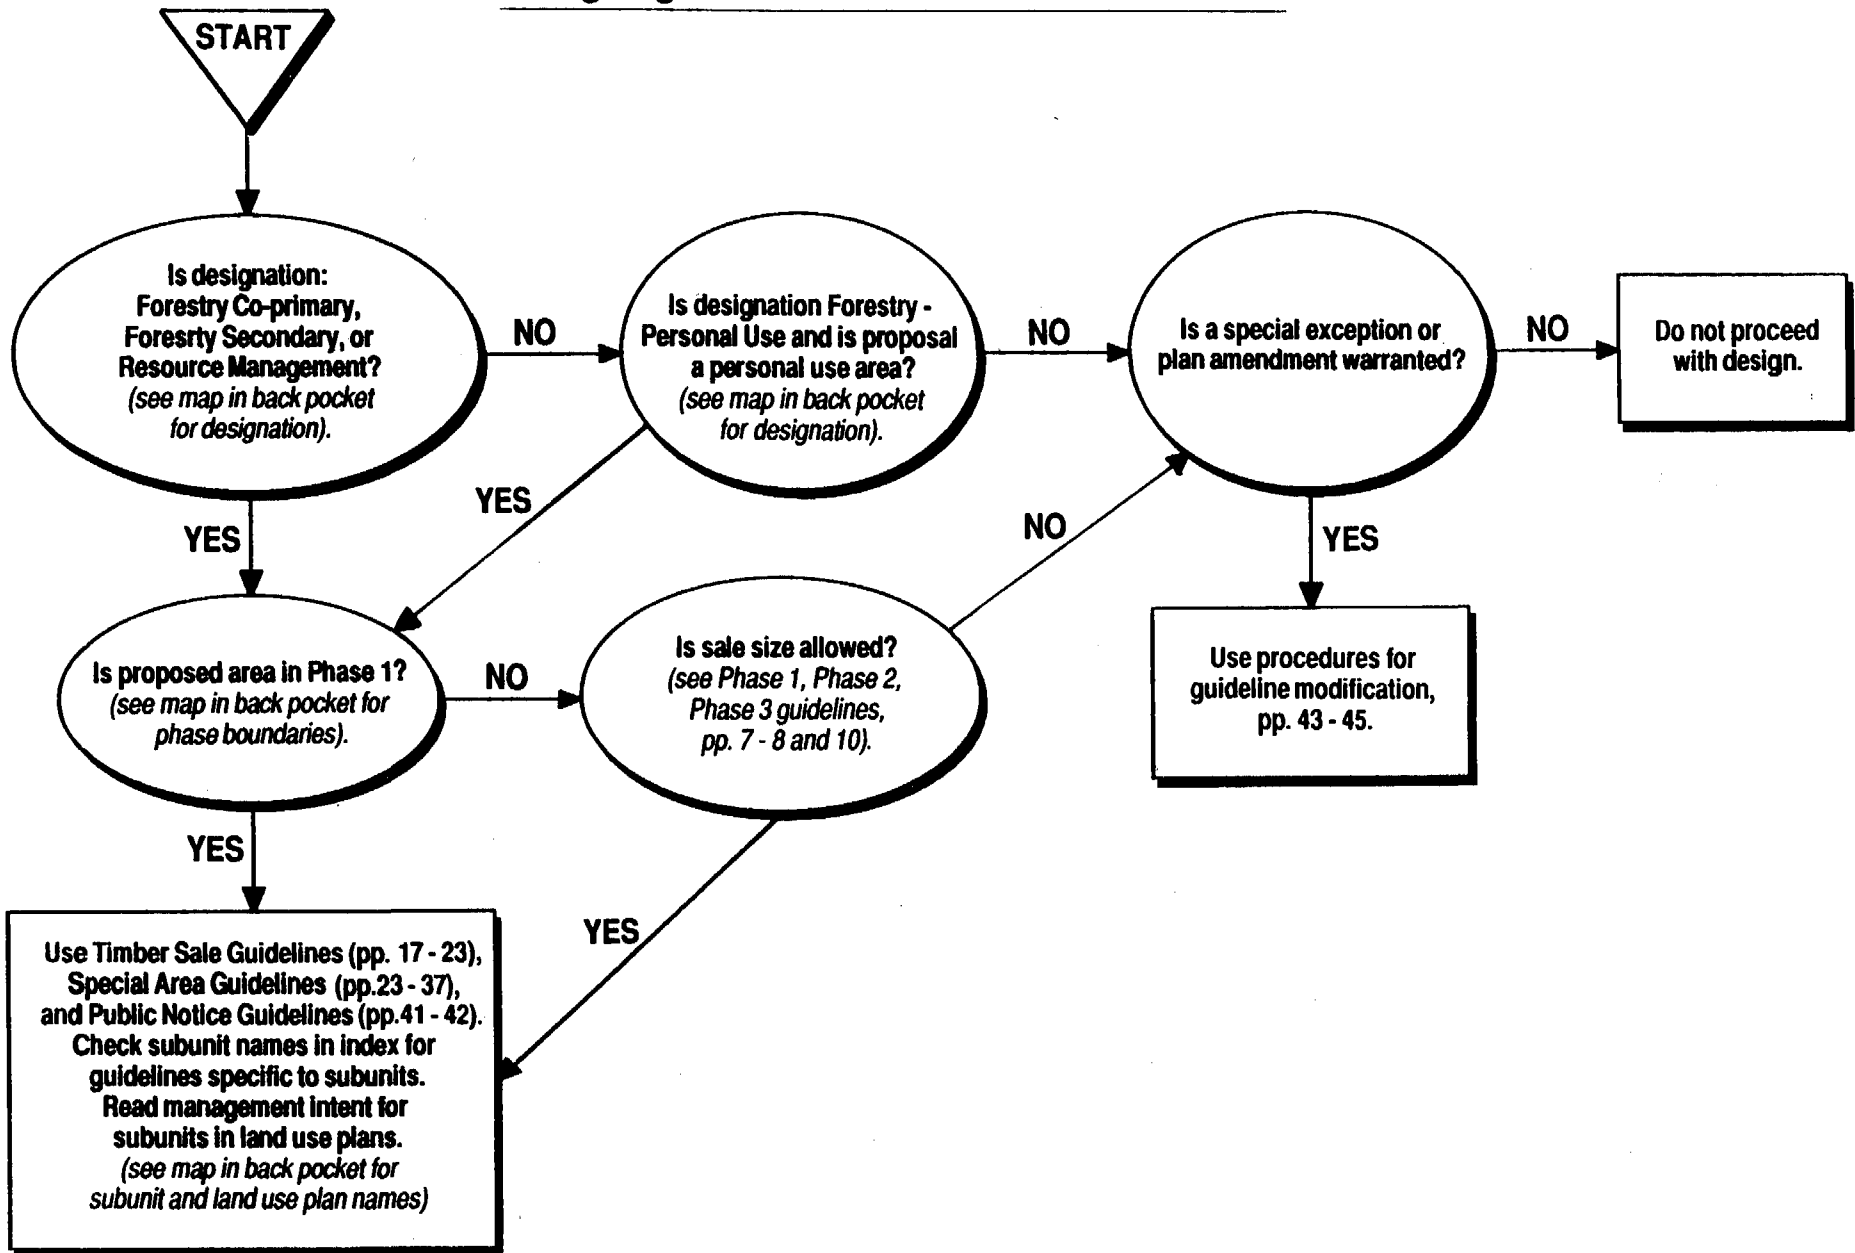 START
Is designation:
Forestry Co-primary,
Foresrty Secondary, or
Resource Management?
(see map in back pocket
for designation).
NO
Is designation Forestry -
Personal Use and is proposal
a personal use area?
(see map in back pocket
for designation).
NO
Is a special exception or
plan amendment warranted?
NO
Do not proceed
with design.
YES
YES
NO
YES
Is proposed area in Phase 1?
(see map in back pocket for
phase boundaries).
NO
Is sale size allowed?
(see Phase 1, Phase 2,
Phase 3 guidelines,
pp. 7 - 8 and 10).
Use procedures for
guideline modification,
pp. 43 - 45.
YES
YES
Use Timber Sale Guidelines (pp. 17 - 23),
Special Area Guidelines (pp.23 - 37),
and Public Notice Guidelines (pp.41 - 42).
Check subunit names in index for
guidelines specific to subunits.
Read management intent for
subunits in land use plans.
(see map in back pocket for
subunit and land use plan names)